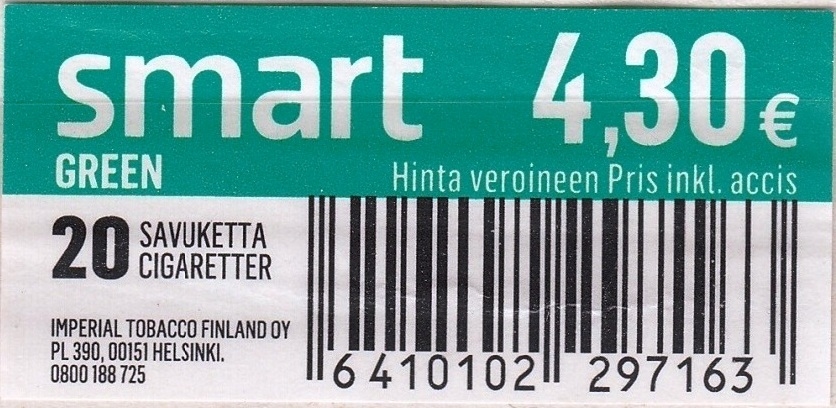 smart
4,30 €
GREEN
Hinta veroineen Pris inkl. accis
20 SAVUKETTA
CIGARETTER
IMPERIAL TOBACCO FINLAND OY
PL 390, 00151 HELSINKI.
0800 188 725
6 410102 297163